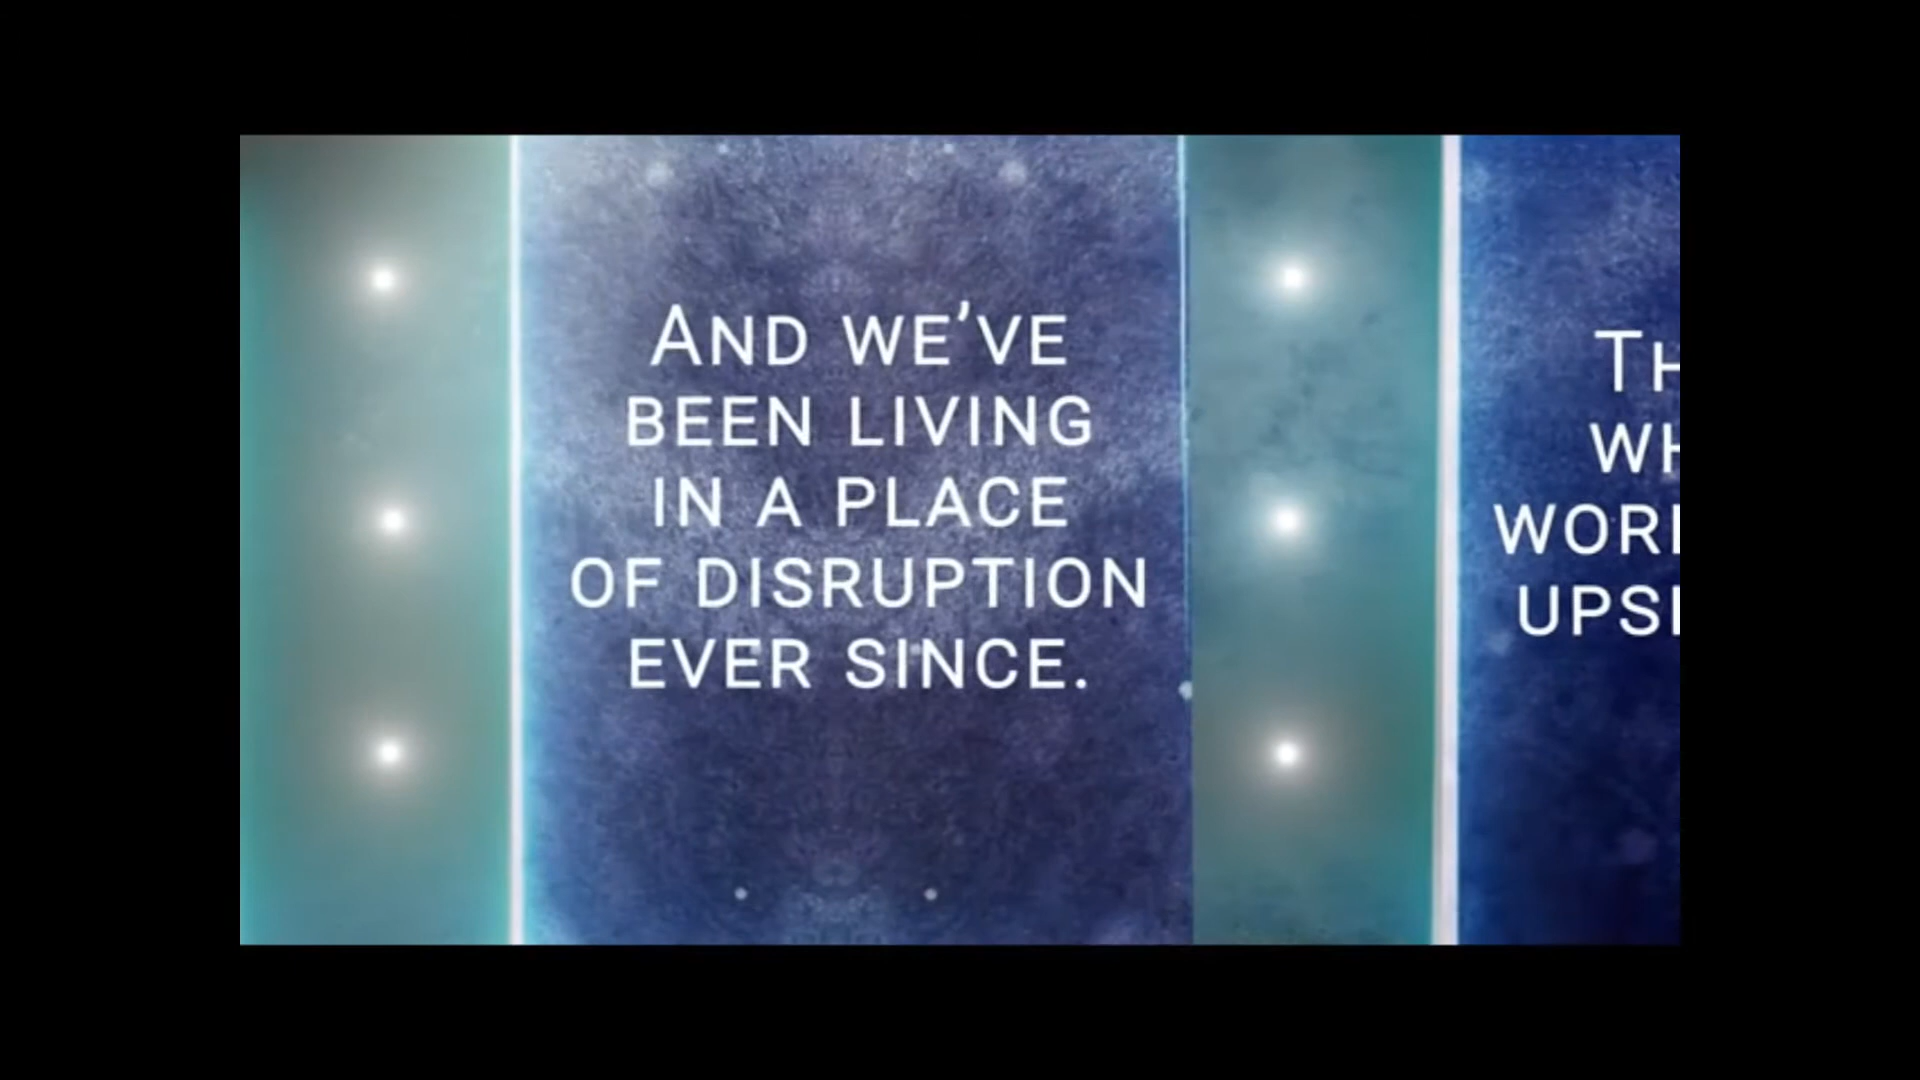 And we've
been living
in a place
of disruption
ever since.